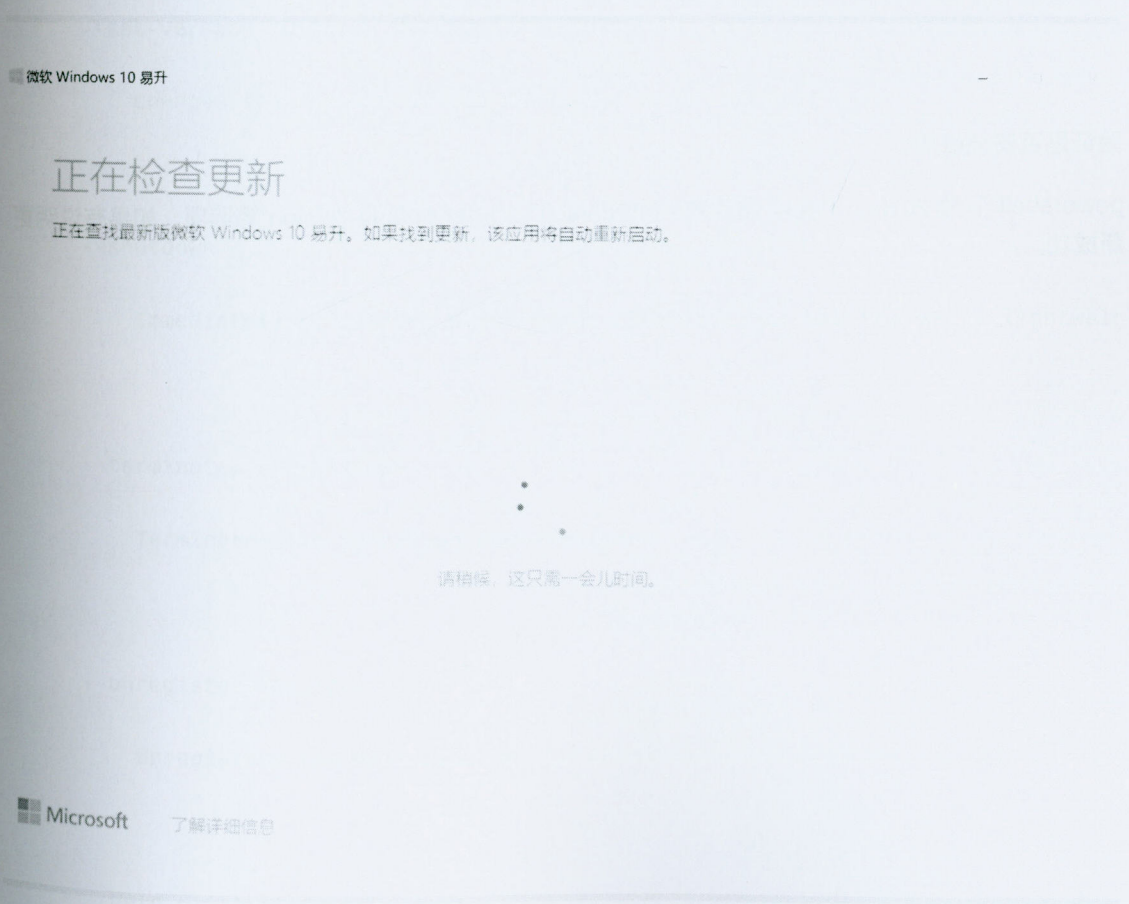 微软 Windows 10 易升
正在检查更新
正在查找最新版微软 Windows 10 易升。如果找到更新，该应用将自动重新启动。
请稍候，这只需一会儿时间。
Microsoft
了解详细信息